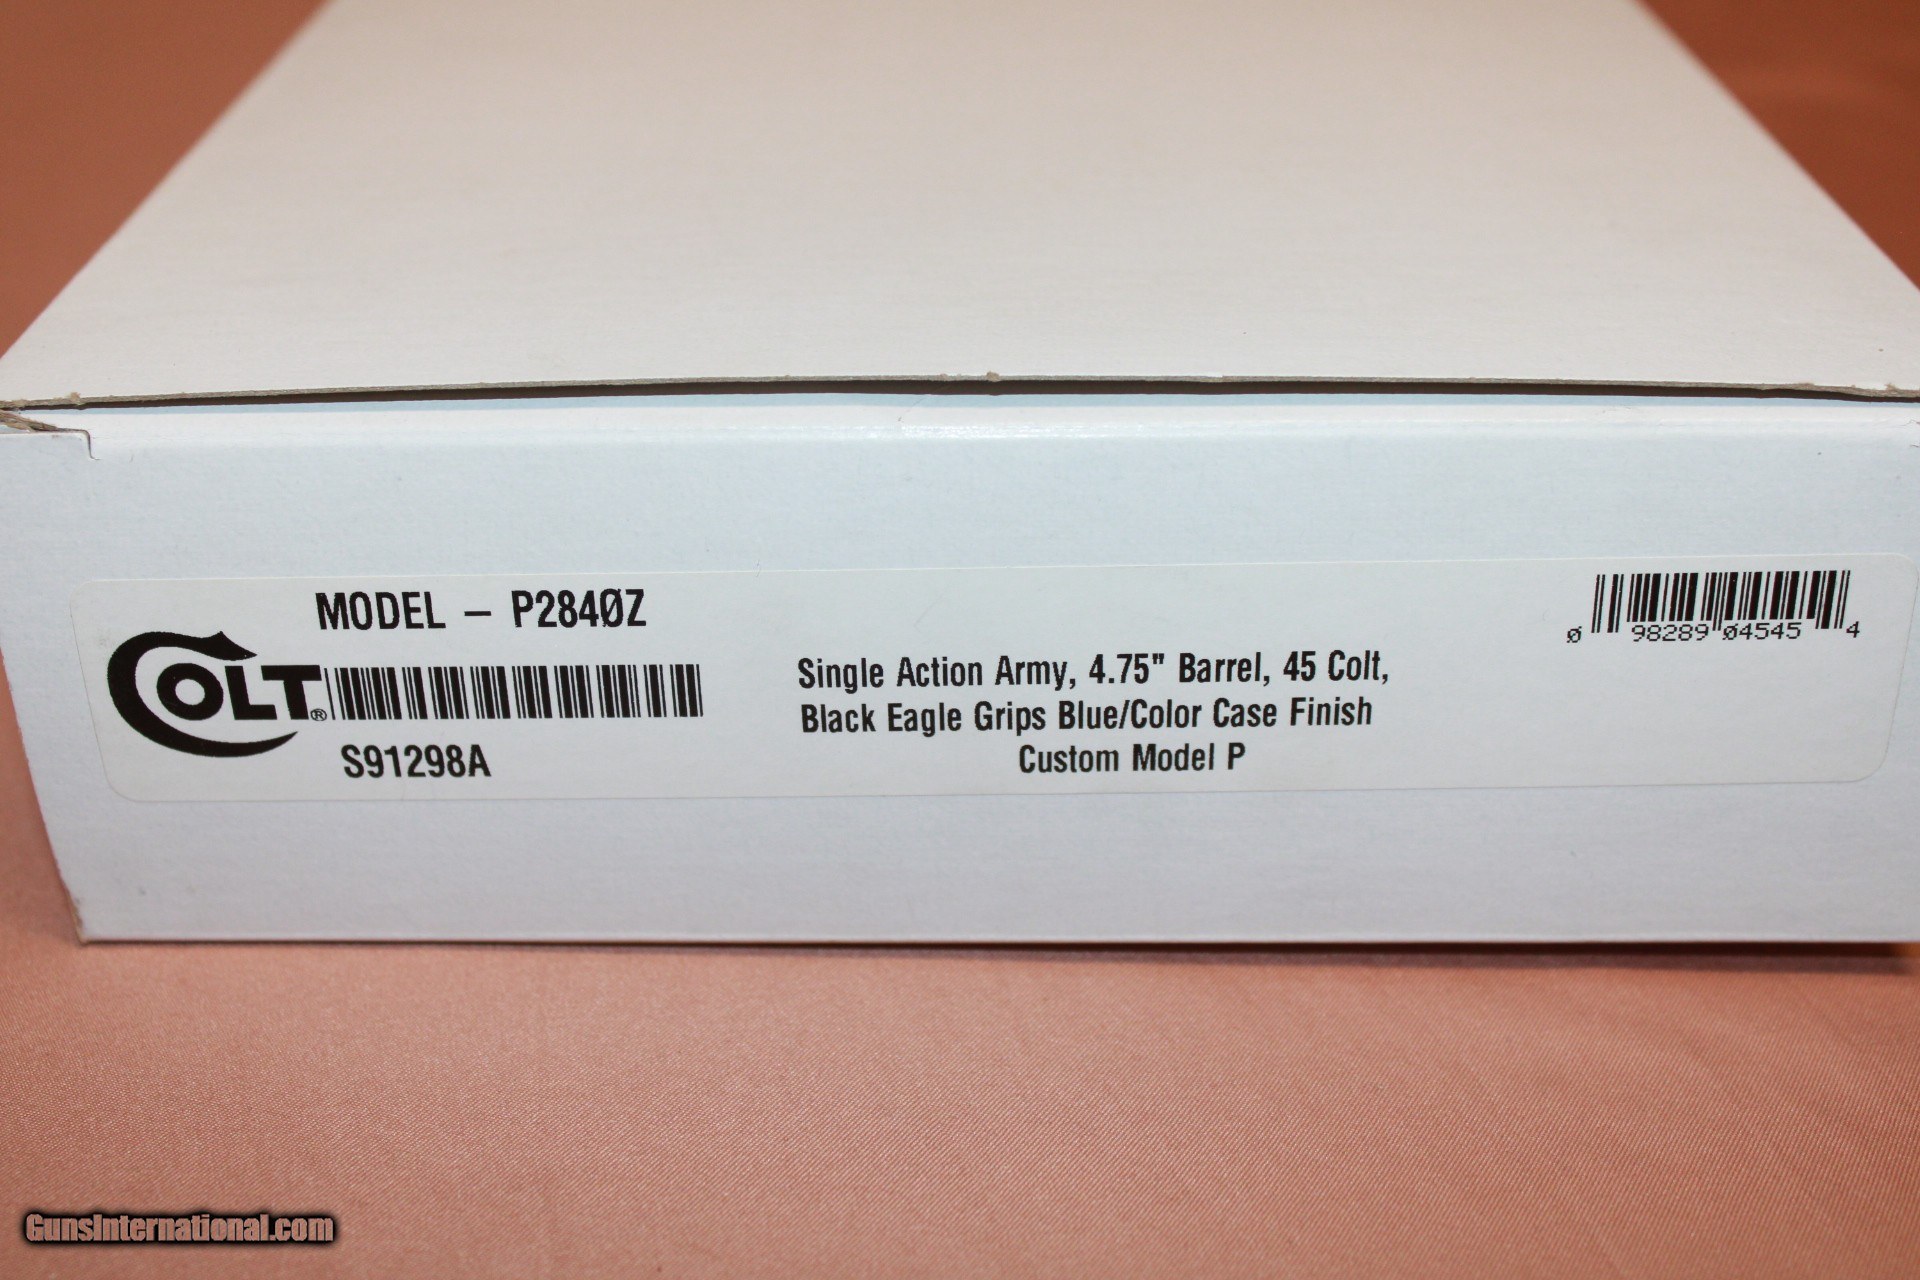 MODEL – P2840Z
COLT®
S91298A
Single Action Army, 4.75" Barrel, 45 Colt,
Black Eagle Grips Blue/Color Case Finish
Custom Model P
0 98289 04545 4
GunsInternational.com